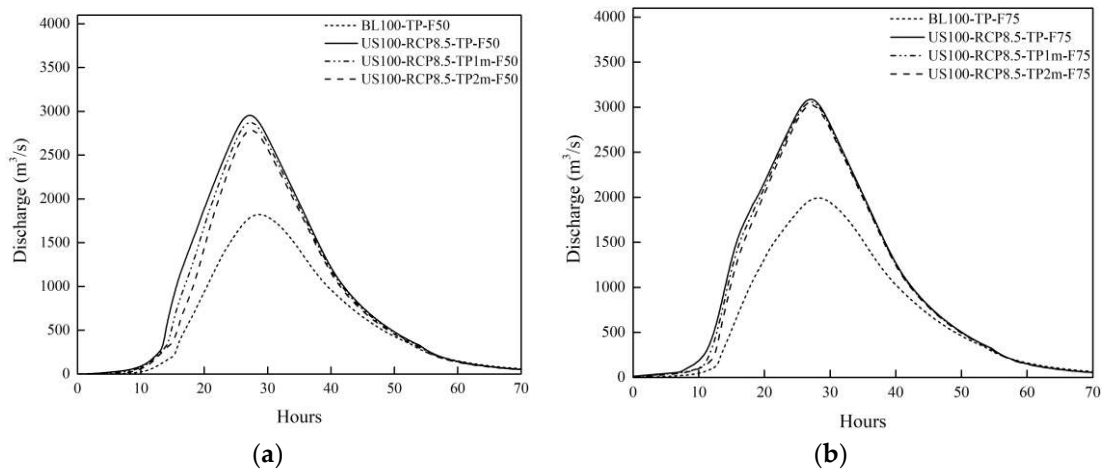 4000
3500
3000
2500
2000
1500
1000
500
0
Discharge (m³/s)
BL100-TP-F50
US100-RCP8.5-TP-F50
US100-RCP8.5-TP1m-F50
US100-RCP8.5-TP2m-F50
0 10 20 30 40 50 60 70
Hours
(a)
4000
3500
3000
2500
2000
1500
1000
500
0
Discharge (m³/s)
BL100-TP-F75
US100-RCP8.5-TP-F75
US100-RCP8.5-TP1m-F75
US100-RCP8.5-TP2m-F75
0 10 20 30 40 50 60 70
Hours
(b)